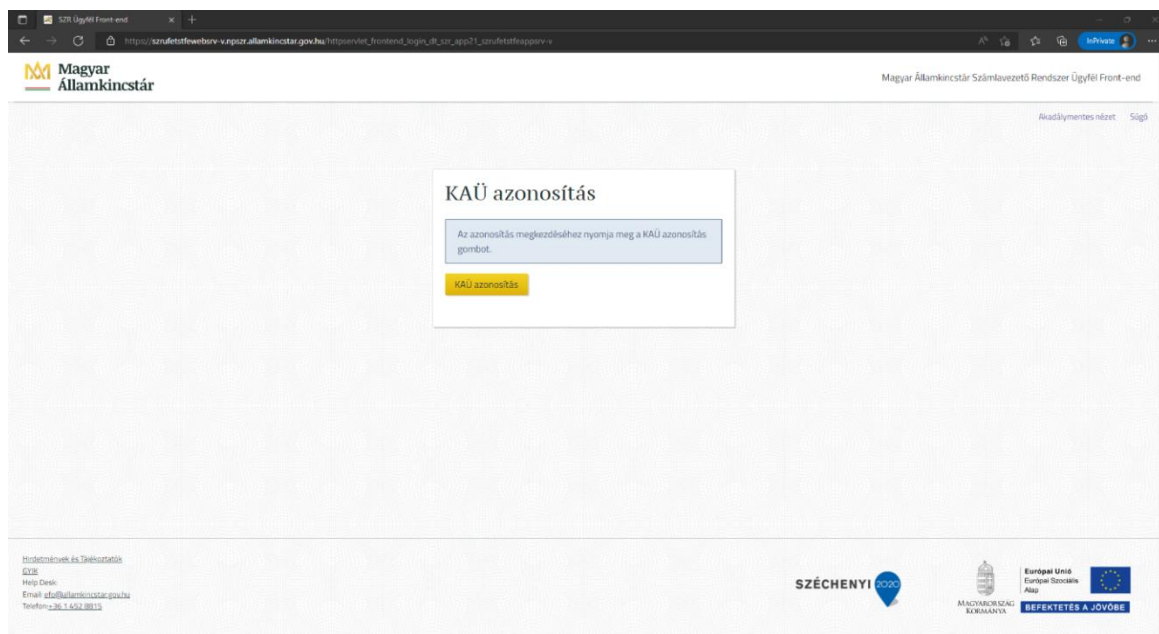 SZR Ügyfél Front-end
https://szrufetstfewebsrv-v.npszr.allamkincstar.gov.hu/httpservlet_frontend_login_dt_szr_app21_szrufetstfeappsrv-v
InPrivate
Magyar
Államkincstár
Magyar Államkincstár Számlavezető Rendszer Ügyfél Front-end
Akadálymentes nézet Súgó
KAÜ azonosítás
Az azonosítás megkezdéséhez nyomja meg a KAÜ azonosítás
gombot.
KAÜ azonosítás
Hirdetmények és Tájékoztatók
GYIK
Help Desk:
Email: efo@allamkincstar.gov.hu
Telefon: +36 1 452 8815
SZÉCHENYI 2020
MAGYARORSZÁG
KORMÁNYA
Európai Unió
Európai Szociális
Alap
BEFEKTETÉS A JÖVŐBE